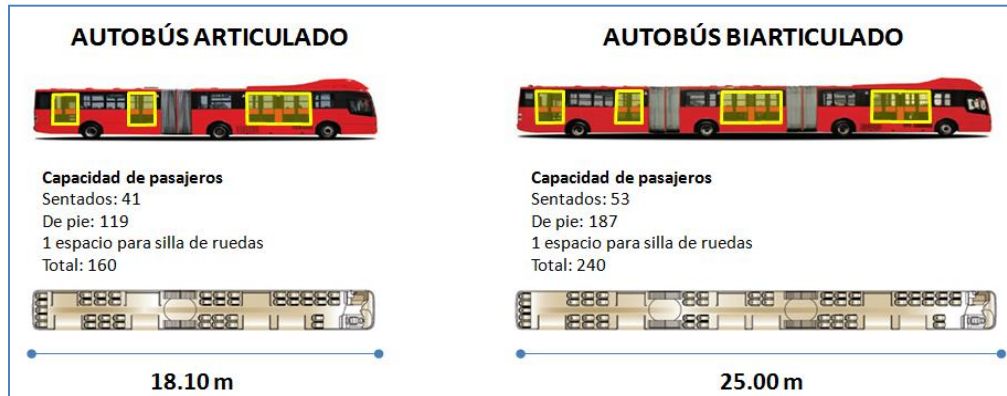 AUTOBÚS ARTICULADO
Capacidad de pasajeros
Sentados: 41
De pie: 119
1 espacio para silla de ruedas
Total: 160
18.10 m
AUTOBÚS BIARTICULADO
Capacidad de pasajeros
Sentados: 53
De pie: 187
1 espacio para silla de ruedas
Total: 240
25.00 m